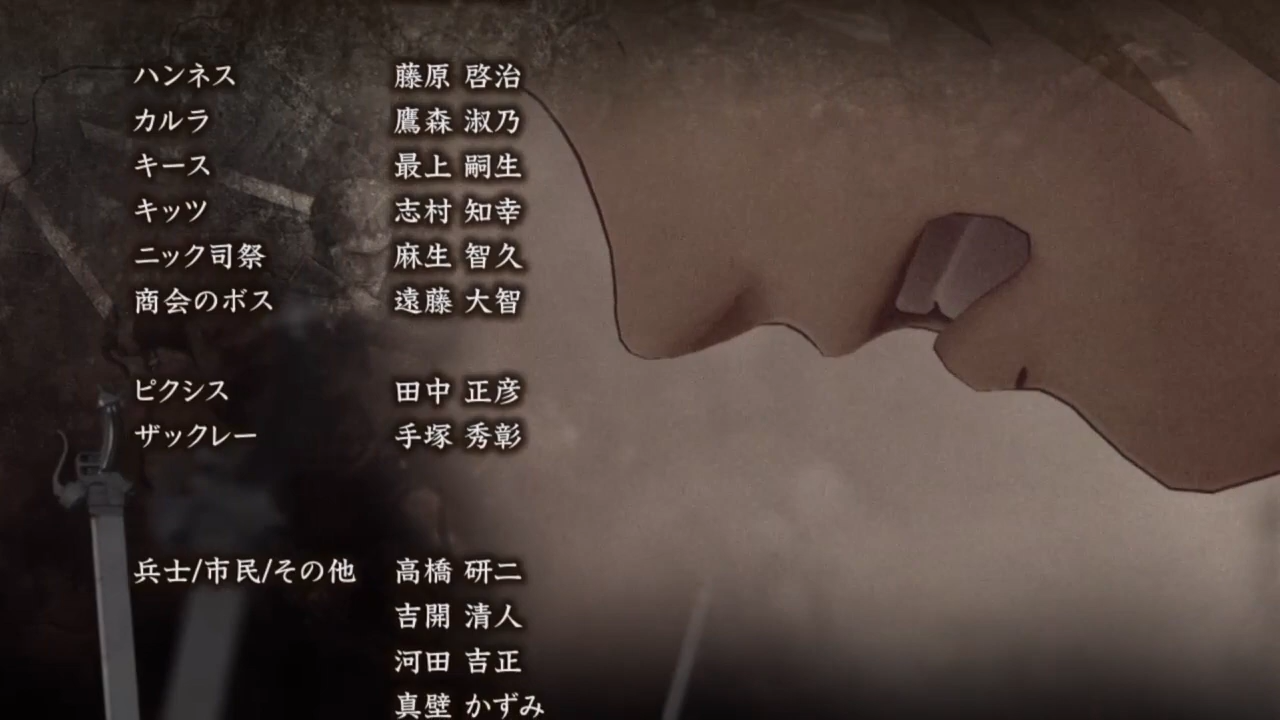 ハンネス 藤原 啓治
カルラ 鷹森 淑乃
キース 最上 嗣生
キッツ 志村 知幸
ニック司祭 麻生 智久
商会のボス 遠藤 大智
ピクシス 田中 正彦
ザックレー 手塚 秀彰
兵士/市民/その他 高橋 研二
吉開 清人
河田 吉正
真壁 かずみ